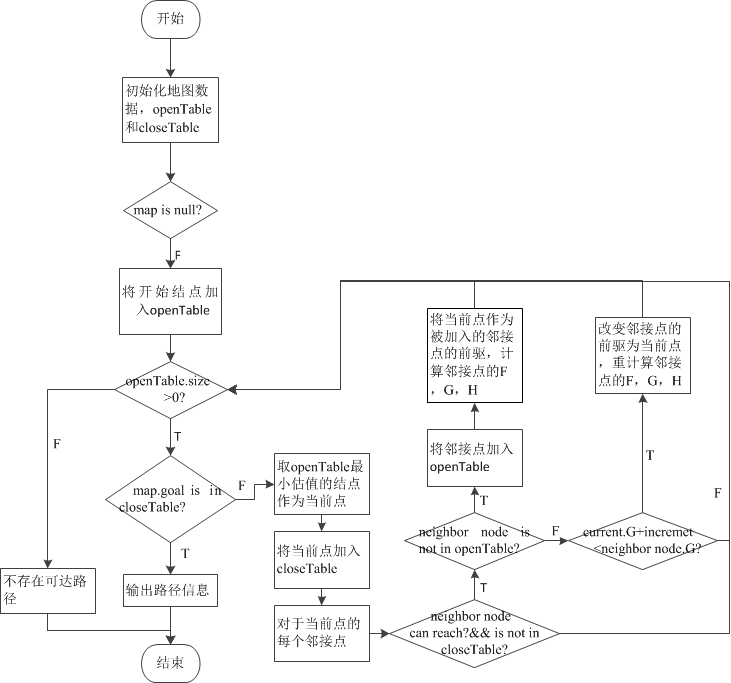 开始
初始化地图数
据，openTable
和closeTable
map is null?
F
将开始结点加
入openTable
openTable.size
>0?
F
T
map.goal is in
closeTable?
F
T
不存在可达路
径
输出路径信息
结束
取openTable最
小估值的结点
作为当前点
将当前点加入
closeTable
对于当前点的
每个邻接点
neighbor node
can reach?&& is not in
closeTable?
T
neighbor node is
not in openTable?
F
T
将邻接点加入
openTable
将当前点作为
被加入的邻接
点的前驱，计
算邻接点的F
，G，H
current.G+incremet
<neighbor node.G?
T
F
改变邻接点的
前驱为当前点
，重计算邻接
点的F，G，H